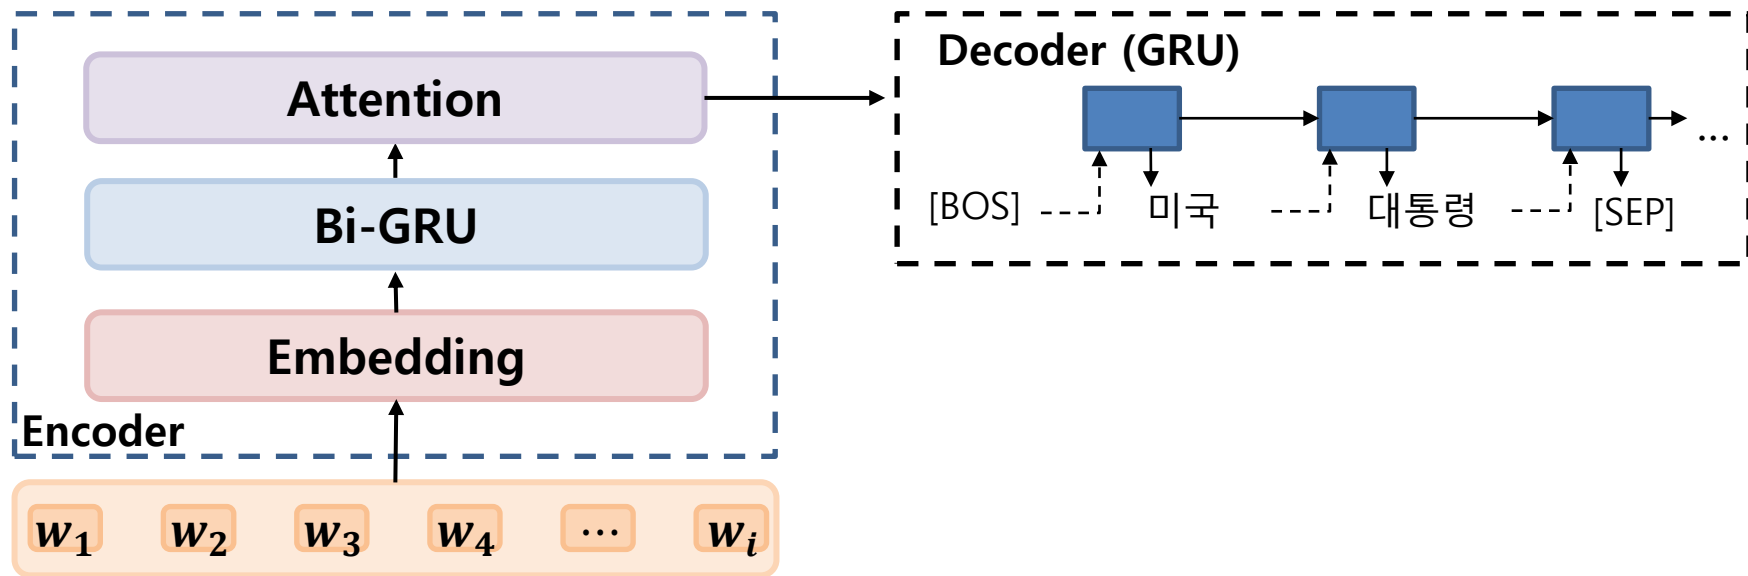 Decoder (GRU)
Attention
...
[BOS] 미국 대통령 [SEP]
Bi-GRU
Embedding
Encoder
w1 w2 w3 w4 ... wi